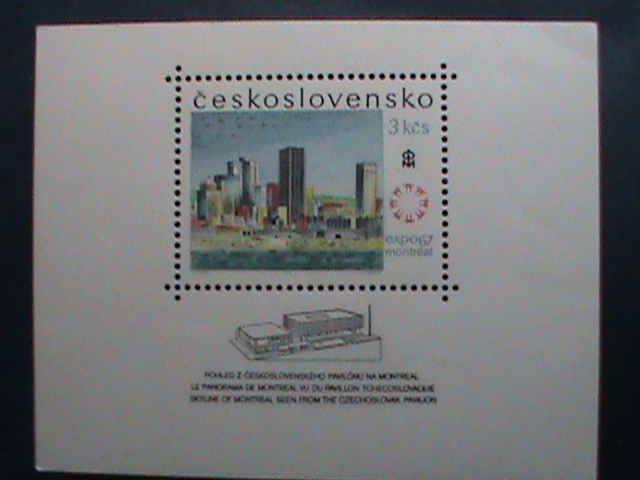 československo
3 kčs
expo67
montréal
POHLED Z ČESKOSLOVENSKÉHO PAVILÓNU NA MONTREAL
LE PANORAMA DE MONTREAL VU DU PAVILLON TCHECOSLOVAQUE
SKYLINE OF MONTREAL SEEN FROM THE CZECHOSLOVAK PAVILION